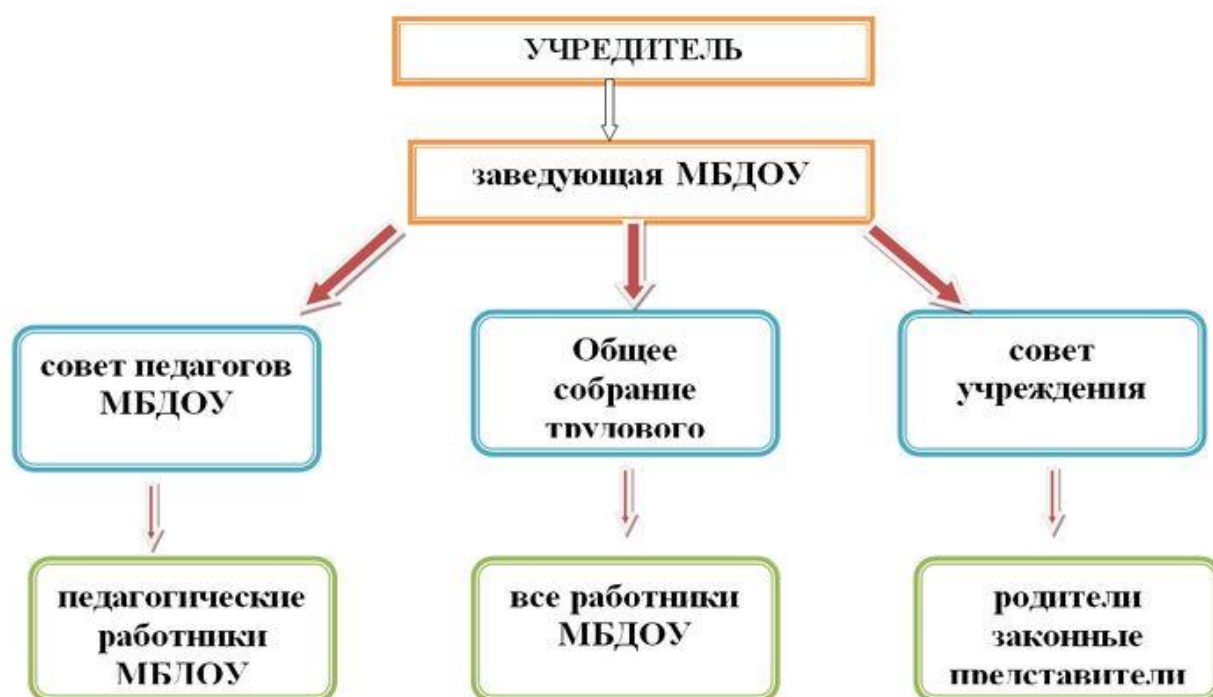 УЧРЕДИТЕЛЬ
заведующая МБДОУ
совет педагогов
МБДОУ
Общее
собрание
трудового
совет
учреждения
педагогические
работники
МБДОУ
все работники
МБДОУ
родители
законные
представители